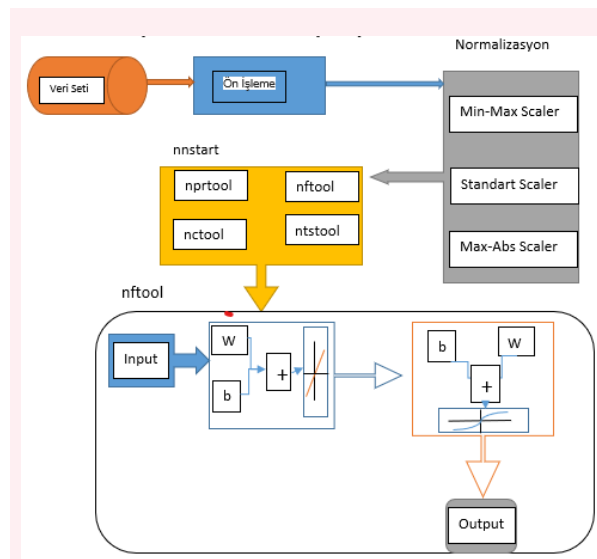 Normalizasyon
Veri Seti
Ön İşleme
Min-Max Scaler
Standart Scaler
Max-Abs Scaler
nnstart
nprtool
nftool
nctool
ntstool
nftool
Input
W
b
+
b
W
+
Output